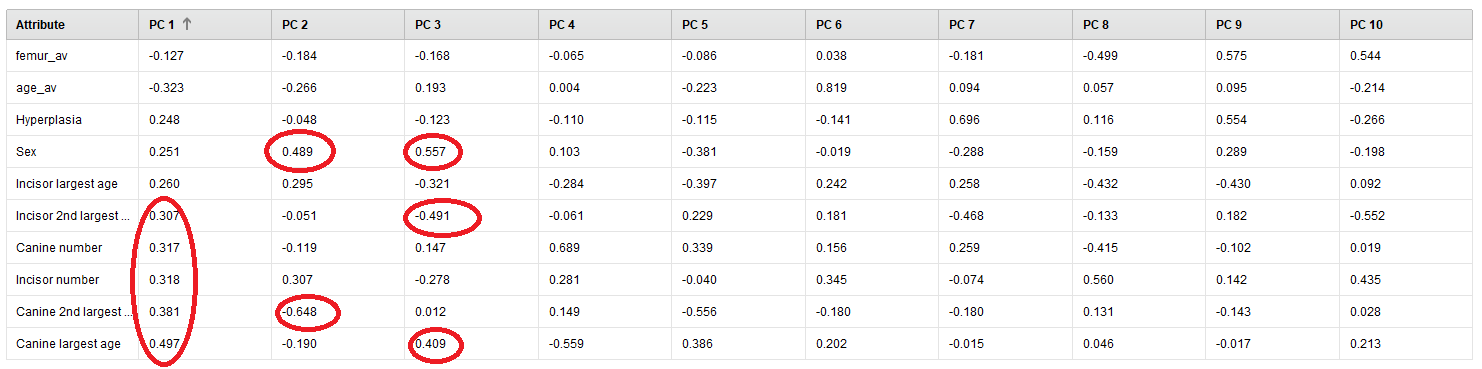 Attribute PC 1 PC 2 PC 3 PC 4 PC 5 PC 6 PC 7 PC 8 PC 9 PC 10
femur_av -0.127 -0.184 -0.168 -0.065 -0.086 0.038 -0.181 -0.499 0.575 0.544
age_av -0.323 -0.266 0.193 0.004 -0.223 0.819 0.094 0.057 0.095 -0.214
Hyperplasia 0.248 -0.048 -0.123 -0.110 -0.115 -0.141 0.696 0.116 0.554 -0.266
Sex 0.251 0.489 0.557 0.103 -0.381 -0.019 -0.288 -0.159 0.289 -0.198
Incisor largest age 0.260 0.295 -0.321 -0.284 -0.397 0.242 0.258 -0.432 -0.430 0.092
Incisor 2nd largest ... 0.307 -0.051 -0.491 -0.061 0.229 0.181 -0.468 -0.133 0.182 -0.552
Canine number 0.317 -0.119 0.147 0.689 0.339 0.156 0.259 -0.415 -0.102 0.019
Incisor number 0.318 0.307 -0.278 0.281 -0.040 0.345 -0.074 0.560 0.142 0.435
Canine 2nd largest ... 0.381 -0.648 0.012 0.149 -0.556 -0.180 -0.180 0.131 -0.143 0.028
Canine largest age 0.497 -0.190 0.409 -0.559 0.386 0.202 -0.015 0.046 -0.017 0.213